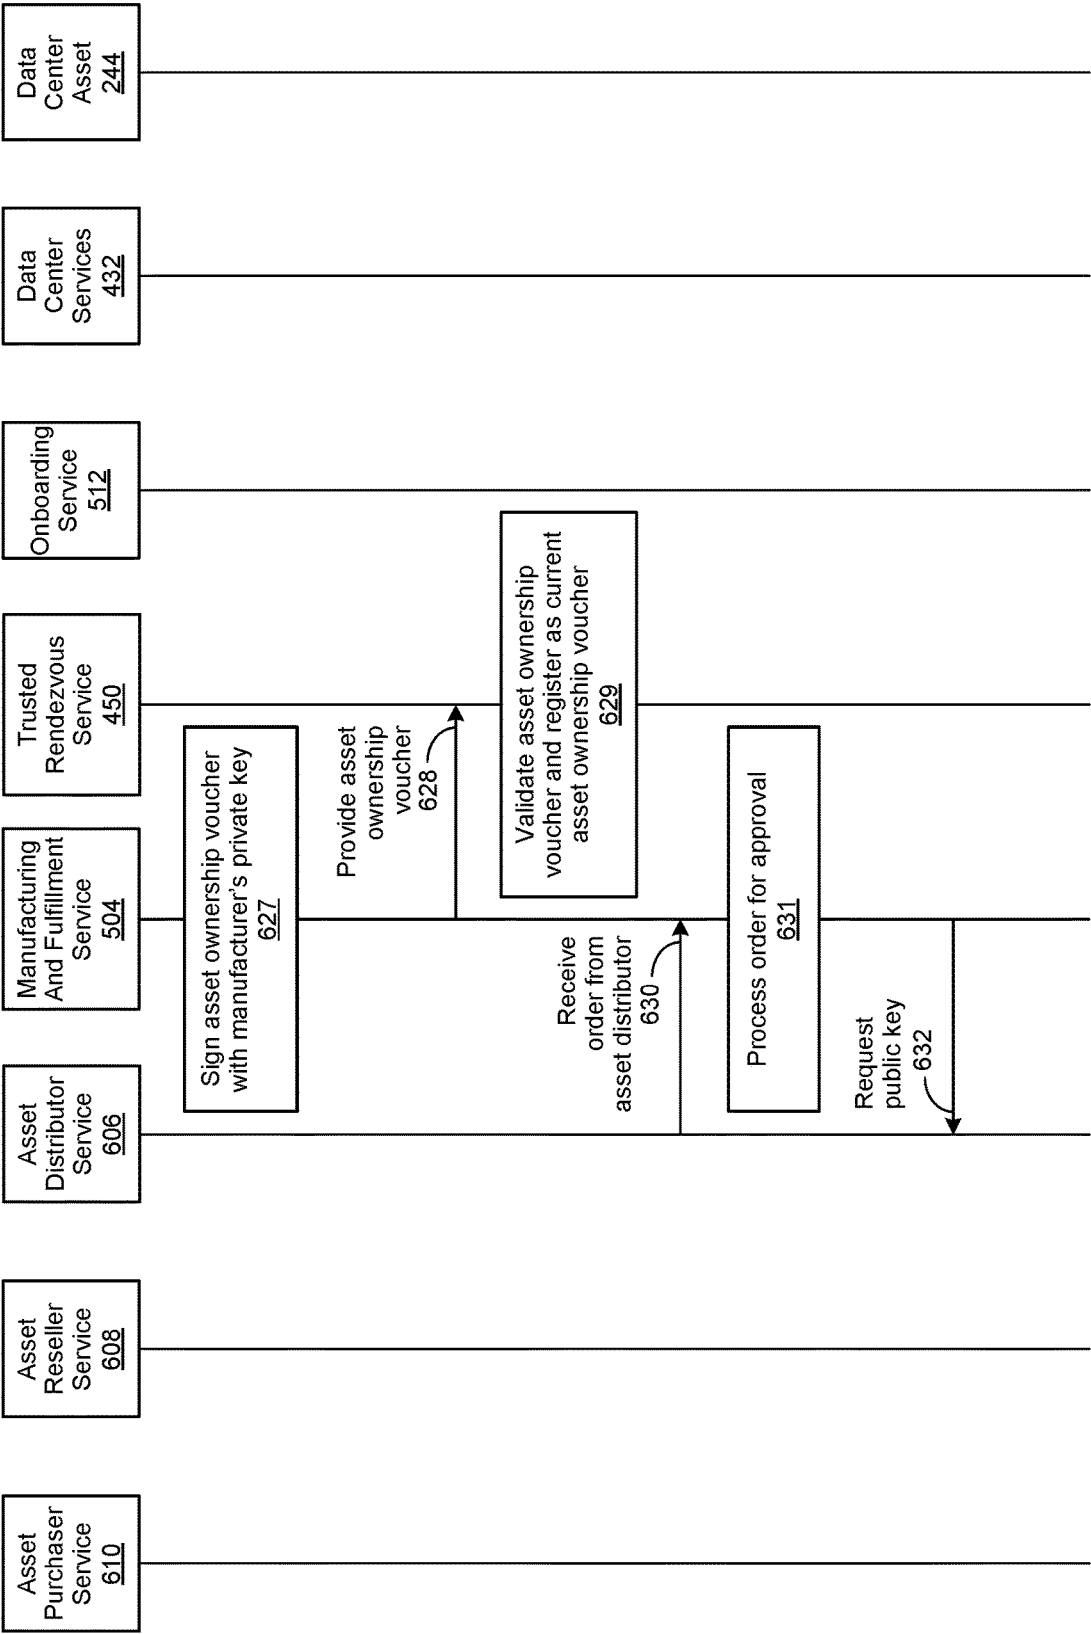 Asset
Purchaser
Service
610
Asset
Reseller
Service
608
Asset
Distributor
Service
606
Manufacturing
And Fulfillment
Service
504
Trusted
Rendezvous
Service
450
Onboarding
Service
512
Data
Center
Services
432
Data
Center
Asset
244
Sign asset ownership voucher
with manufacturer's private key
627
Provide asset
ownership
voucher
628
Validate asset ownership
voucher and register as current
asset ownership voucher
629
Receive
order from
asset distributor
630
Process order for approval
631
Request
public key
632